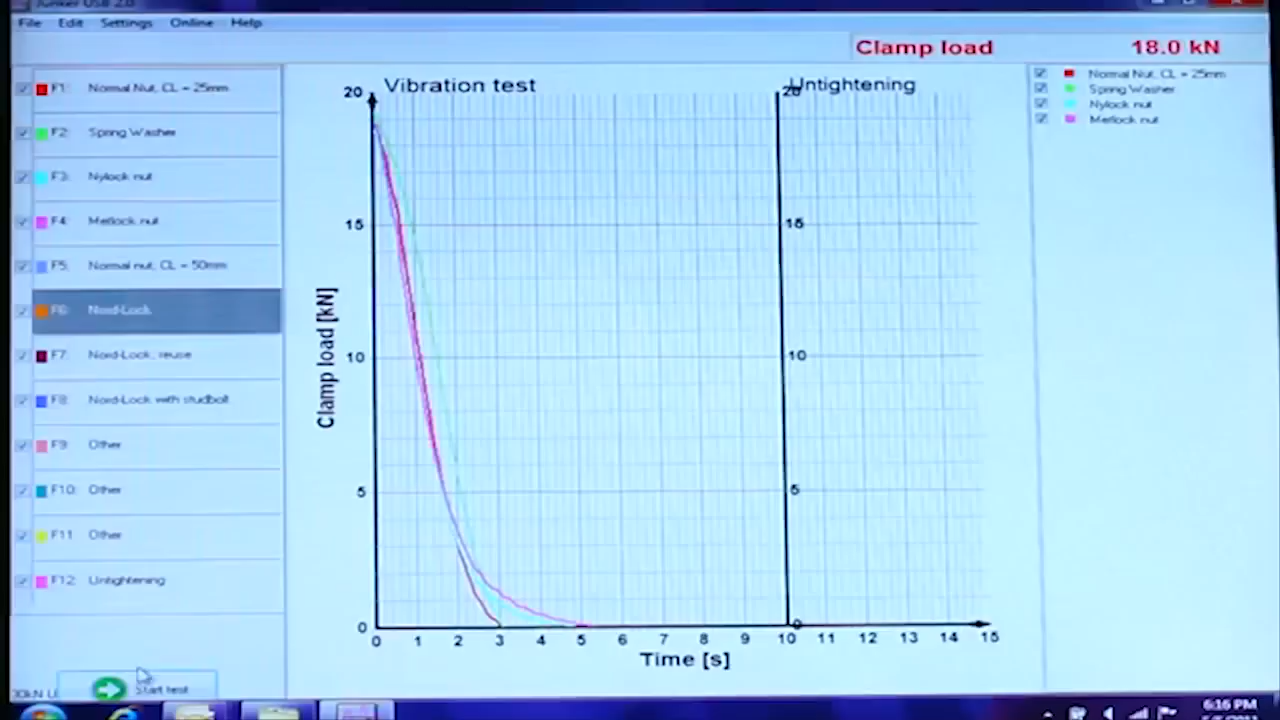 Junker USB 2.0
File Edit Settings Online Help
Clamp load 18.0 kN
F1: Normal Nut, CL = 25mm
F2: Spring Washer
F3: Nylock nut
F4: Metlock nut
F5: Normal nut, CL = 50mm
F6: Nord-Lock
F7: Nord-Lock, reuse
F8: Nord-Lock with studbolt
F9: Other
F10: Other
F11: Other
F12: Untightening
Start test
Vibration test
Untightening
20
15
10
5
0
Clamp load [kN]
20
15
10
5
0
0 1 2 3 4 5 6 7 8 9 10 11 12 13 14 15
Time [s]
Normal Nut, CL = 25mm
Spring Washer
Nylock nut
Metlock nut
6:16 PM